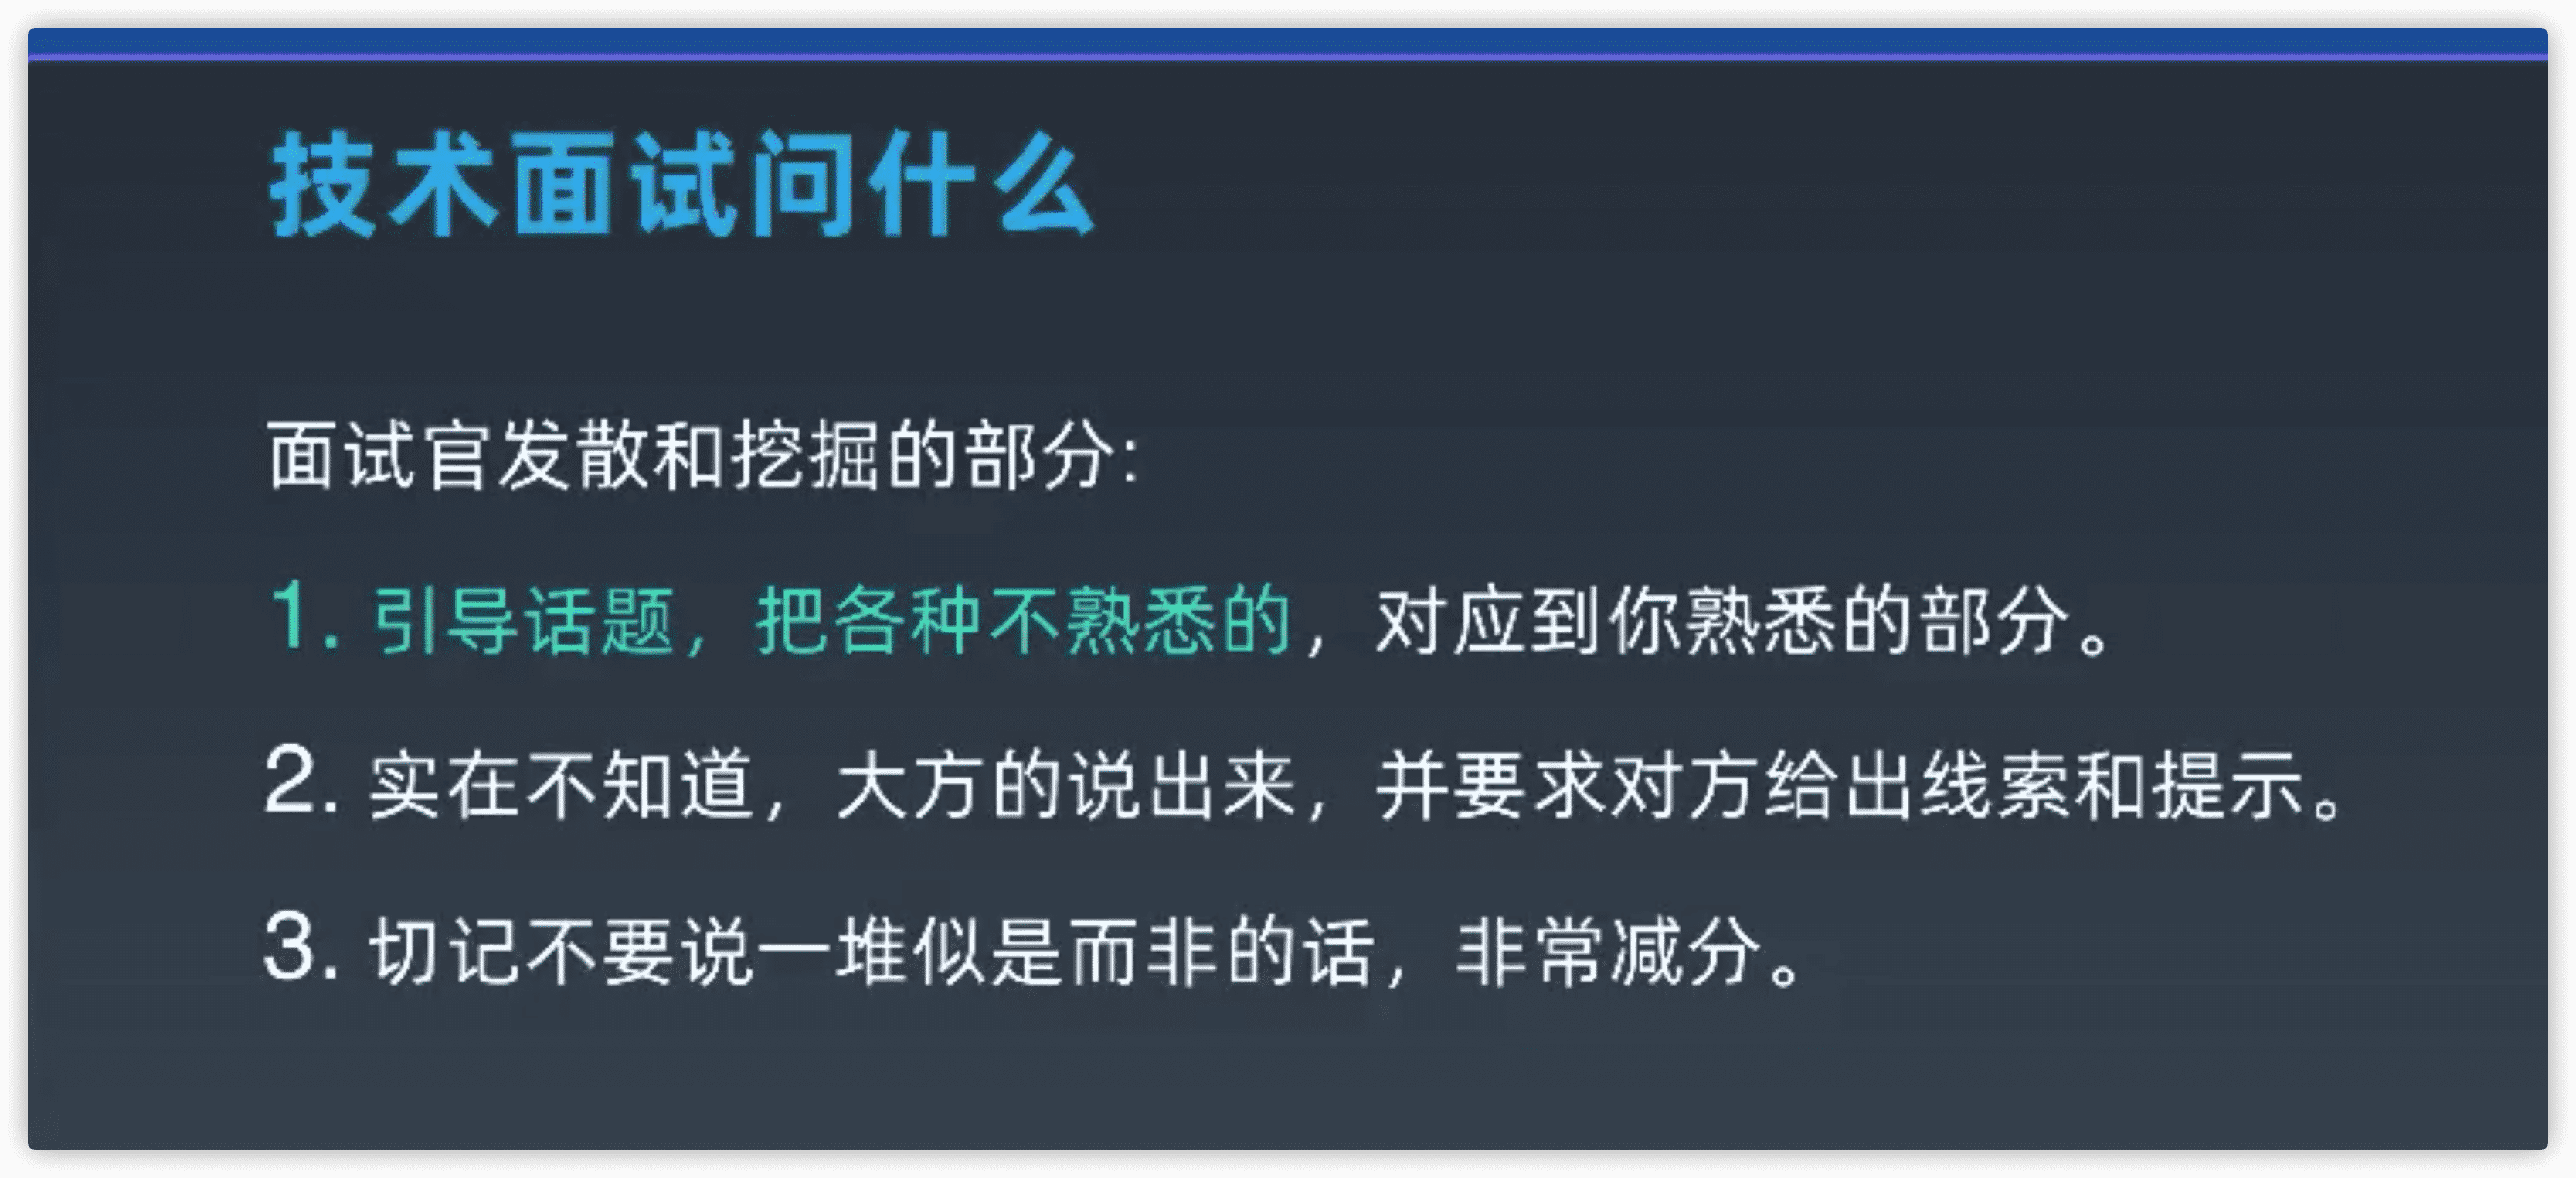 技术面试问什么
面试官发散和挖掘的部分：
1. 引导话题，把各种不熟悉的，对应到你熟悉的部分。
2. 实在不知道，大方的说出来，并要求对方给出线索和提示。
3. 切记不要说一堆似是而非的话，非常减分。